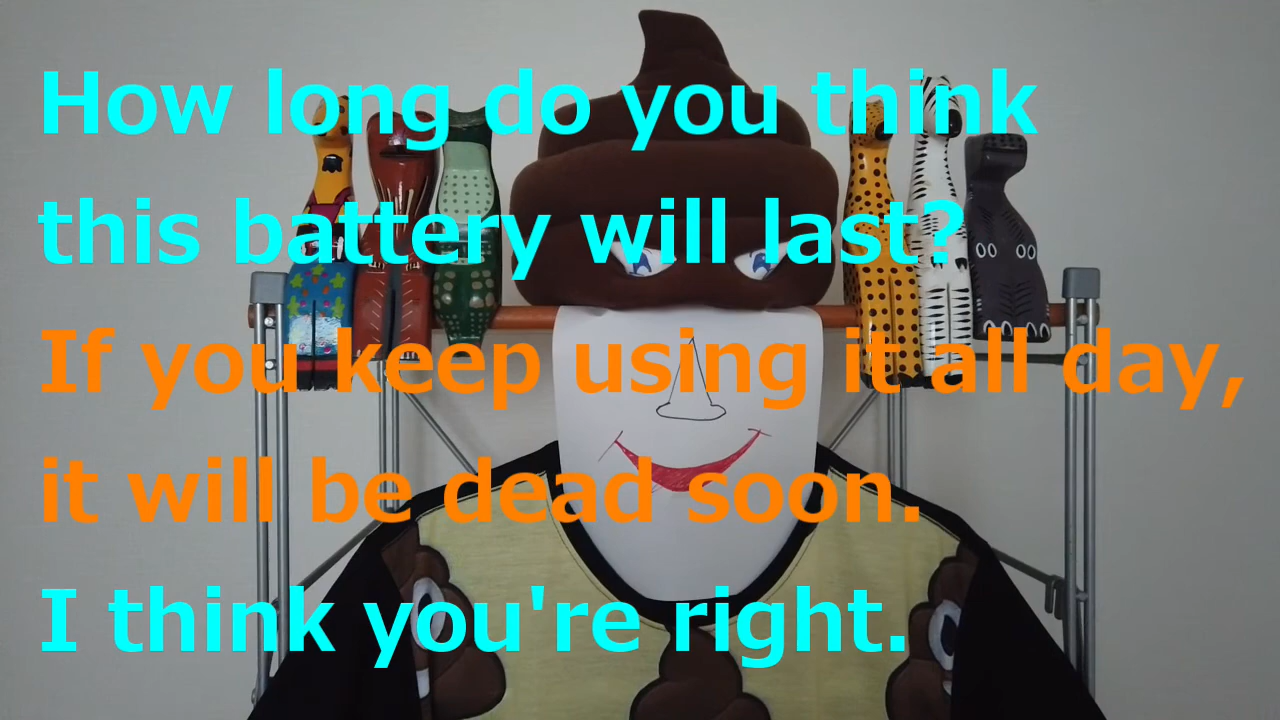 How long do you think
this battery will last?
If you keep using it all day,
it will be dead soon.
I think you're right.